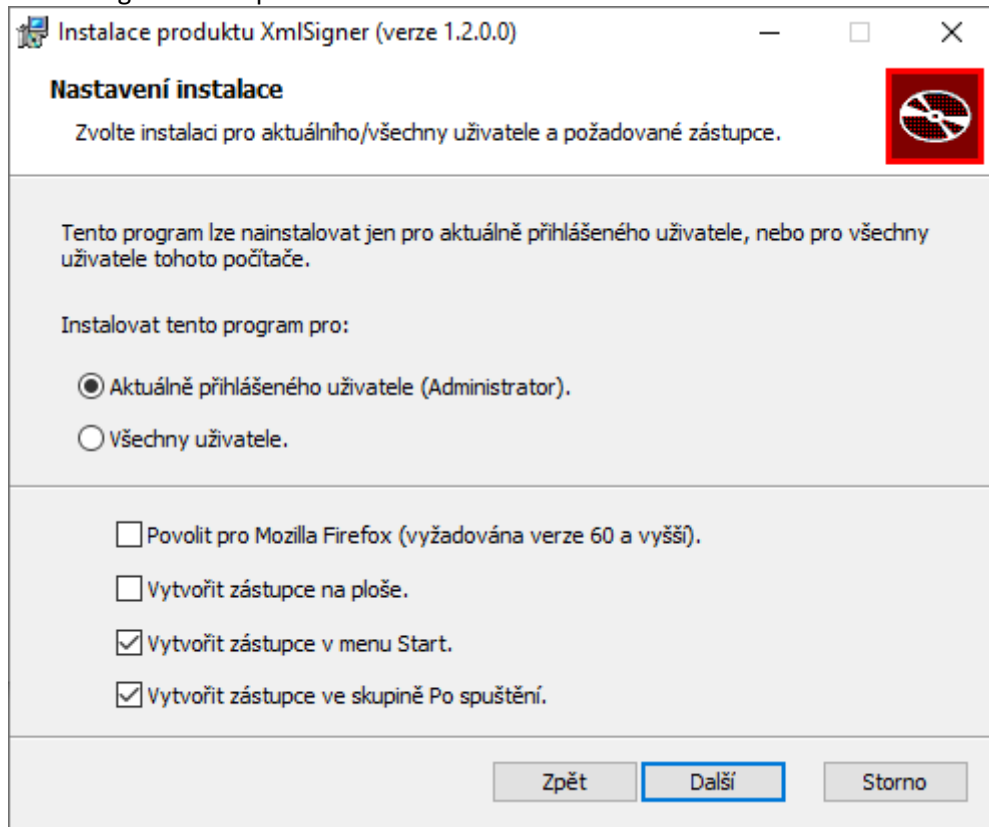 Instalace produktu XmlSigner (verze 1.2.0.0)
Nastavení instalace
Zvolte instalaci pro aktuálního/všechny uživatele a požadované zástupce.
Tento program lze nainstalovat jen pro aktuálně přihlášeného uživatele, nebo pro všechny
uživatele tohoto počítače.
Instalovat tento program pro:
Aktuálně přihlášeného uživatele (Administrator).
Všechny uživatele.
Povolit pro Mozilla Firefox (vyžadována verze 60 a vyšší).
Vytvořit zástupce na ploše.
Vytvořit zástupce v menu Start.
Vytvořit zástupce ve skupině Po spuštění.
Zpět Další Storno